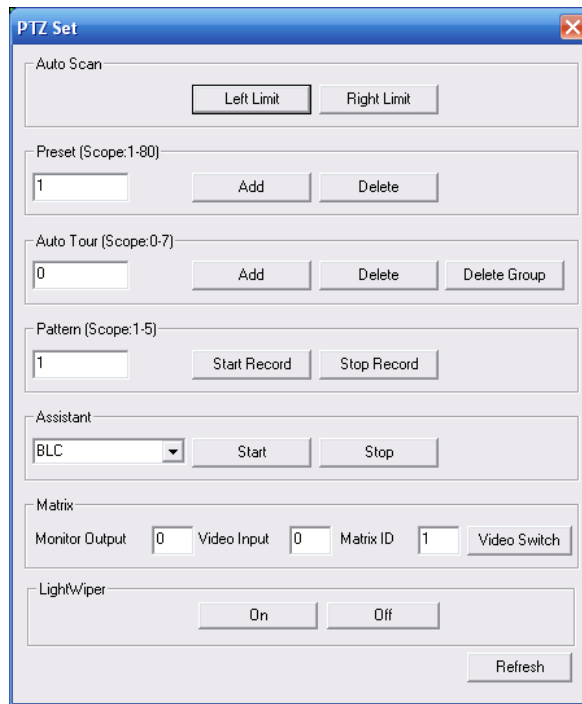 PTZ Set
Auto Scan
Left Limit Right Limit
Preset (Scope:1-80)
1 Add Delete
Auto Tour (Scope:0-7)
0 Add Delete Delete Group
Pattern (Scope:1-5)
1 Start Record Stop Record
Assistant
BLC Start Stop
Matrix
Monitor Output 0 Video Input 0 Matrix ID 1 Video Switch
LightWiper
On Off
Refresh